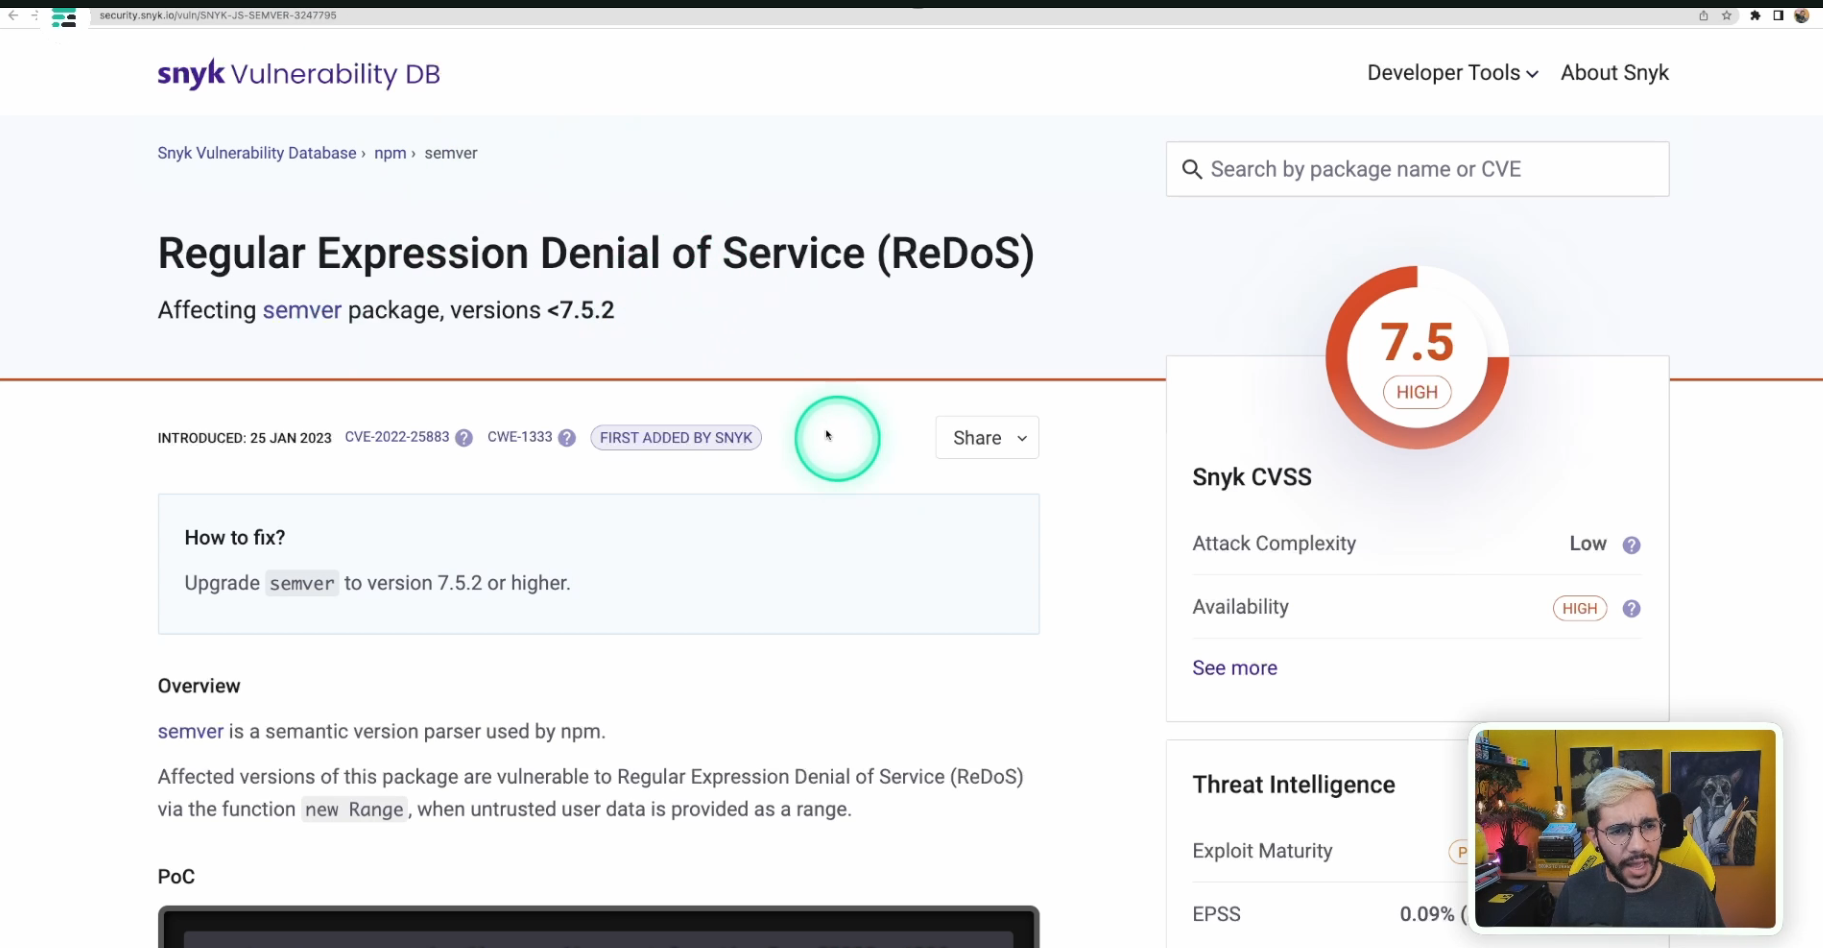 security.snyk.io/vuln/SNYK-JS-SEMVER-3247795
snyk Vulnerability DB
Developer Tools
About Snyk
Snyk Vulnerability Database › npm › semver
Search by package name or CVE
Regular Expression Denial of Service (ReDoS)
Affecting semver package, versions <7.5.2
7.5
HIGH
INTRODUCED: 25 JAN 2023 CVE-2022-25883 ? CWE-1333 ? FIRST ADDED BY SNYK
Share
How to fix?
Upgrade semver to version 7.5.2 or higher.
Overview
semver is a semantic version parser used by npm.
Affected versions of this package are vulnerable to Regular Expression Denial of Service (ReDoS)
via the function new Range, when untrusted user data is provided as a range.
PoC
Snyk CVSS
Attack Complexity Low ?
Availability HIGH ?
See more
Threat Intelligence
Exploit Maturity P
EPSS 0.09% (